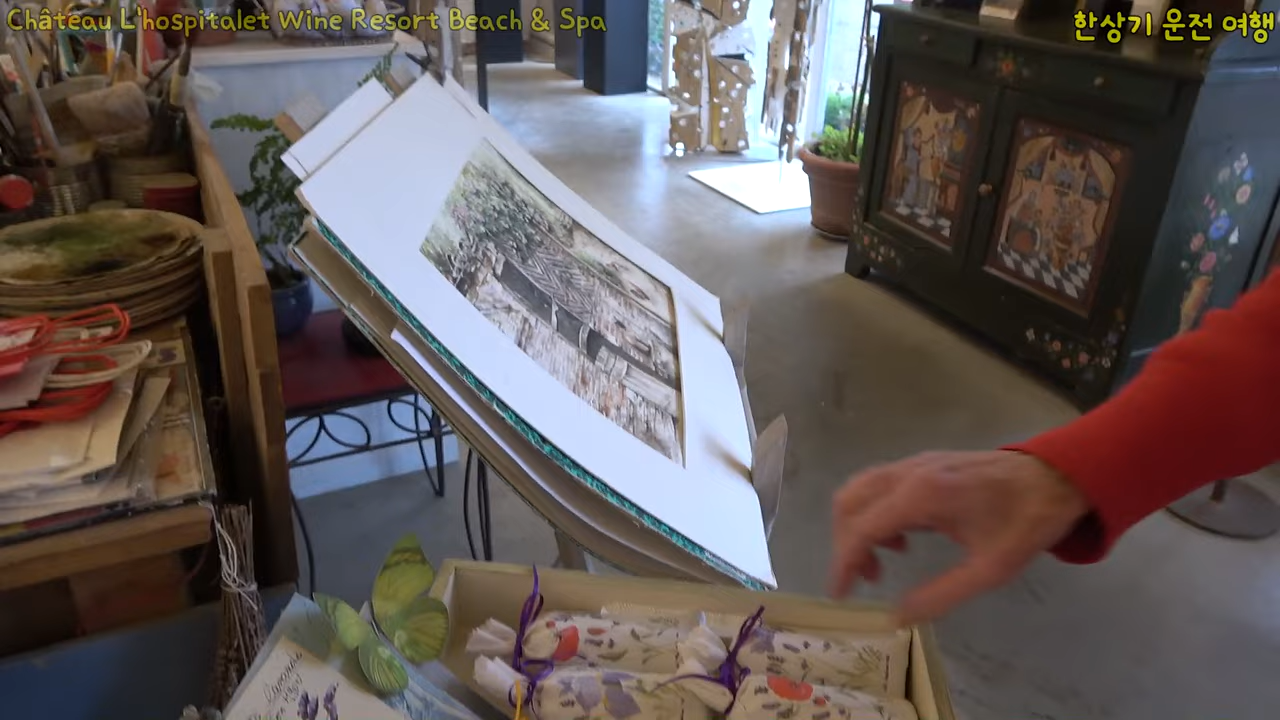 Château L'hospitalet Wine Resort Beach & Spa
한상기 운전 여행